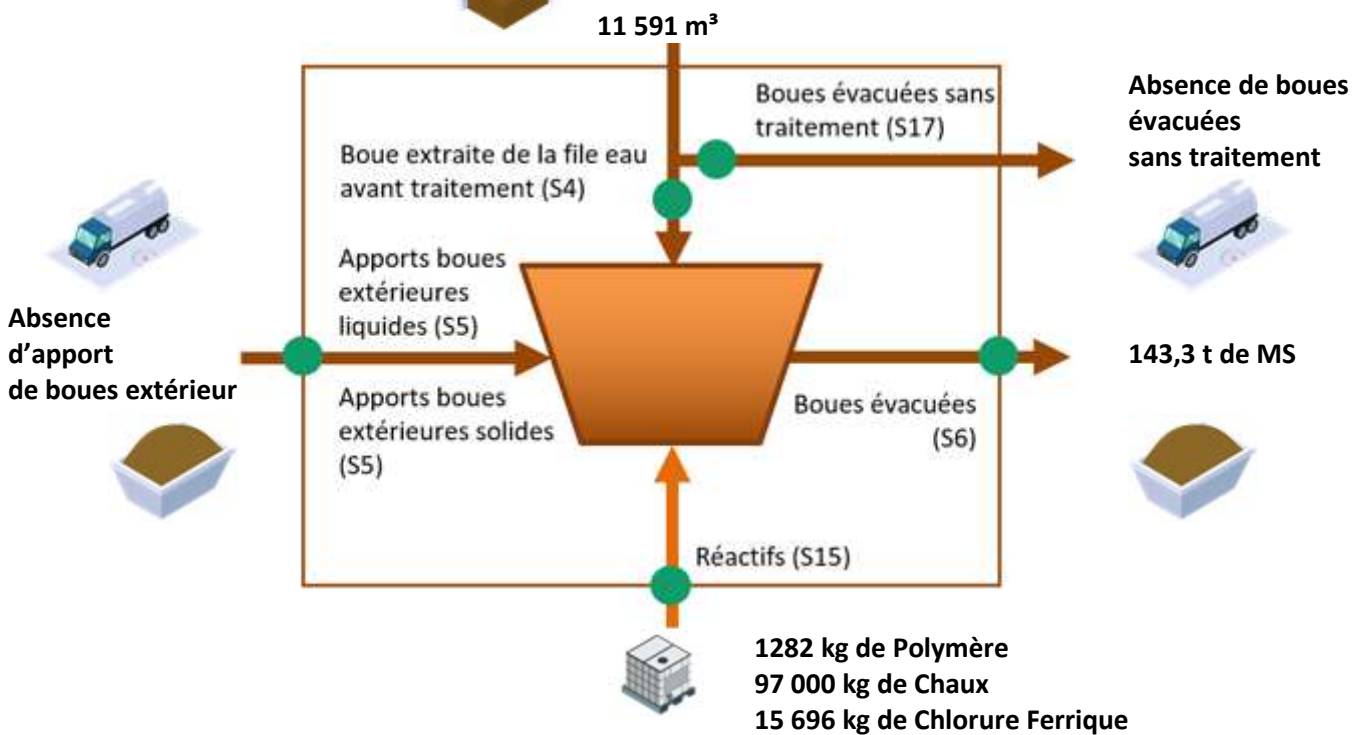 11 591 m³
Boues évacuées sans
traitement (S17)
Absence de boues
évacuées
sans traitement
Boue extraite de la file eau
avant traitement (S4)
Apports boues
extérieures
liquides (S5)
Absence
d’apport
de boues extérieur
143,3 t de MS
Apports boues
extérieures solides
(S5)
Boues évacuées
(S6)
Réactifs (S15)
1282 kg de Polymère
97 000 kg de Chaux
15 696 kg de Chlorure Ferrique